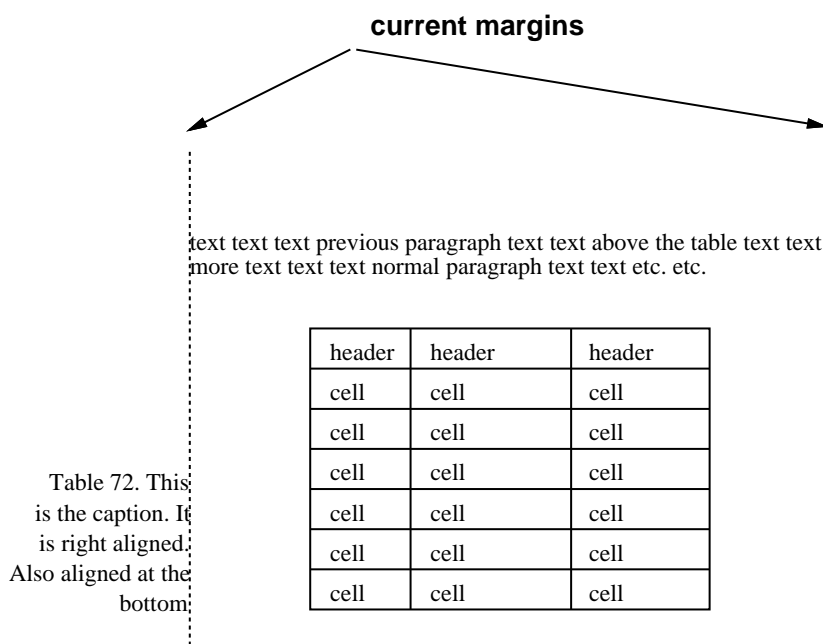 current margins
text text text previous paragraph text text above the table text text
more text text text normal paragraph text text etc. etc.
header header header
cell cell cell
cell cell cell
cell cell cell
cell cell cell
cell cell cell
cell cell cell
Table 72. This
is the caption. It
is right aligned.
Also aligned at the
bottom